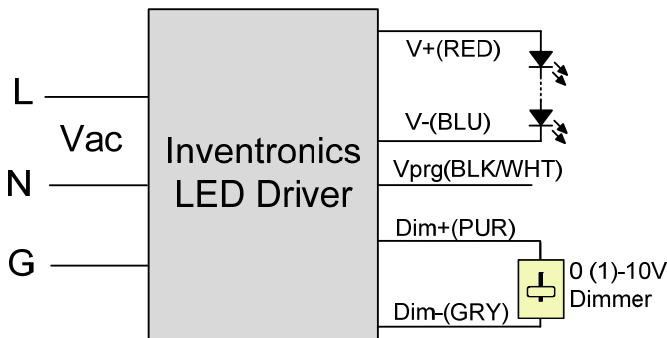 L
Vac
N
G
Inventronics
LED Driver
V+(RED)
V-(BLU)
Vprg(BLK/WHT)
Dim+(PUR)
Dim-(GRY)
0 (1)-10V
Dimmer